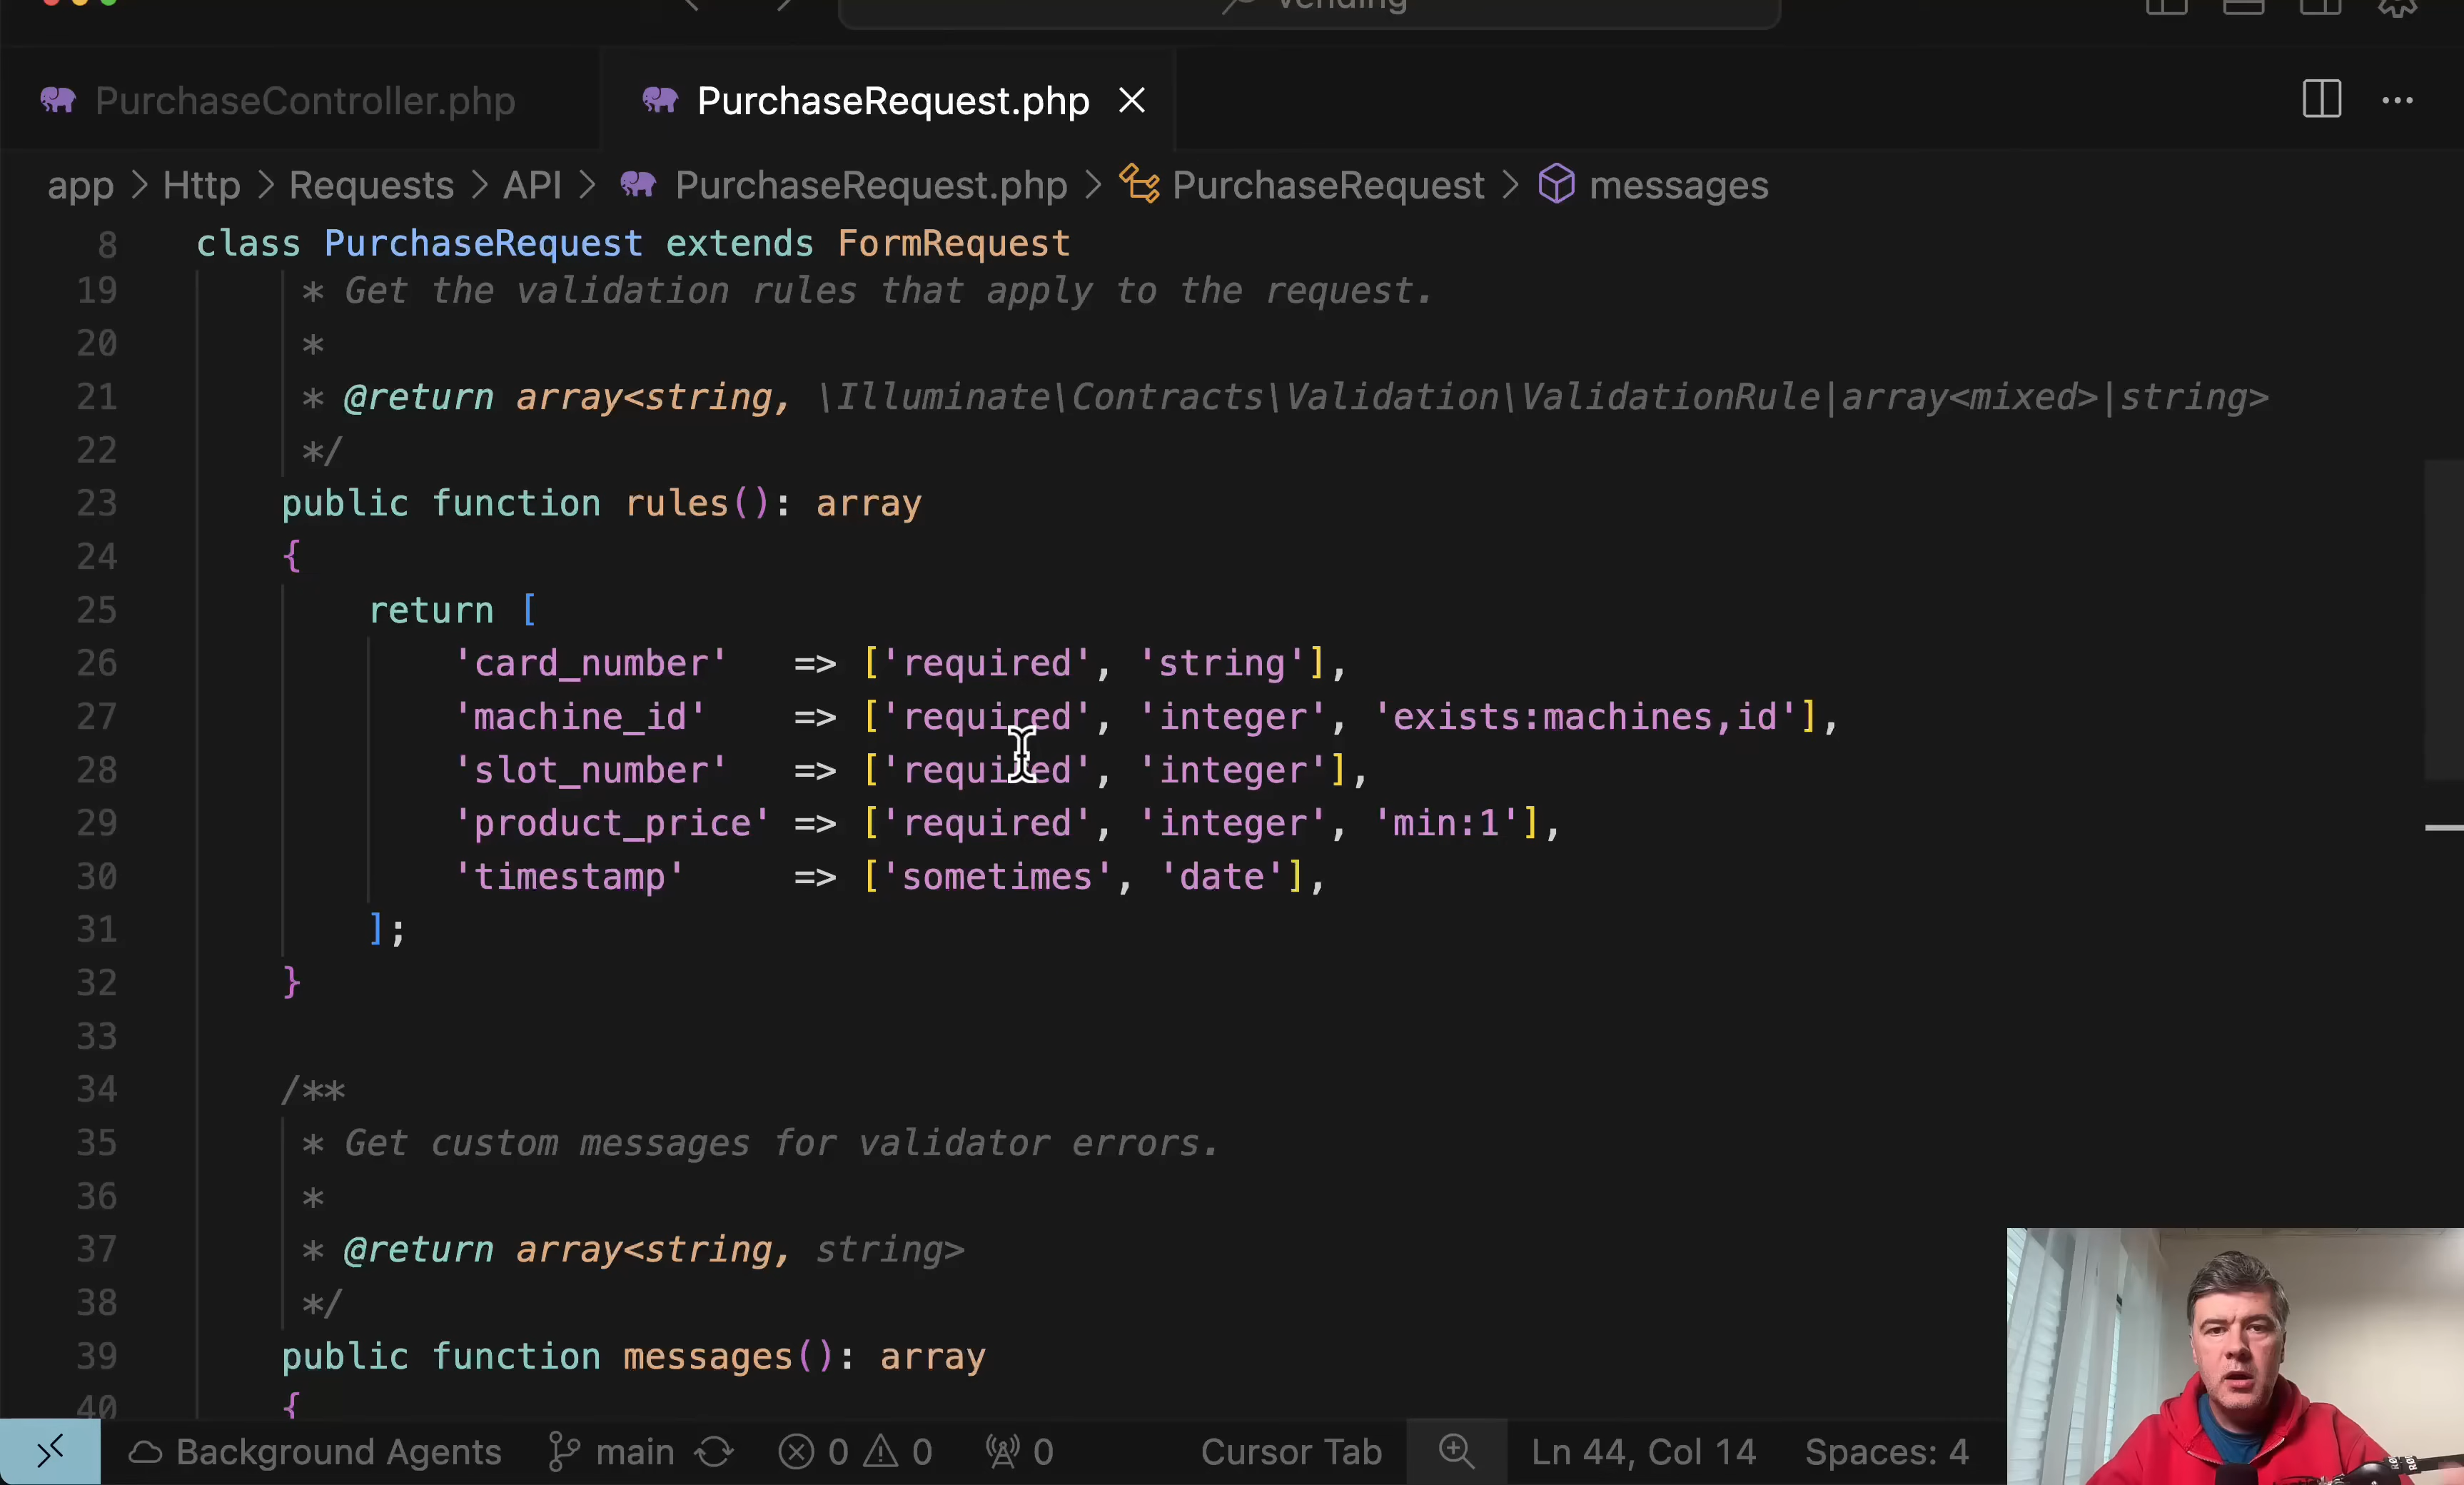 vending
PurchaseController.php
PurchaseRequest.php
app > Http > Requests > API > PurchaseRequest.php > PurchaseRequest > messages
8 class PurchaseRequest extends FormRequest
19 * Get the validation rules that apply to the request.
20 *
21 * @return array<string, \Illuminate\Contracts\Validation\ValidationRule|array<mixed>|string>
22 */
23 public function rules(): array
24 {
25 return [
26 'card_number' => ['required', 'string'],
27 'machine_id' => ['required', 'integer', 'exists:machines,id'],
28 'slot_number' => ['required', 'integer'],
29 'product_price' => ['required', 'integer', 'min:1'],
30 'timestamp' => ['sometimes', 'date'],
31 ];
32 }
33
34 /**
35 * Get custom messages for validator errors.
36 *
37 * @return array<string, string>
38 */
39 public function messages(): array
40 {
Background Agents main 0 0 0 Cursor Tab Ln 44, Col 14 Spaces: 4